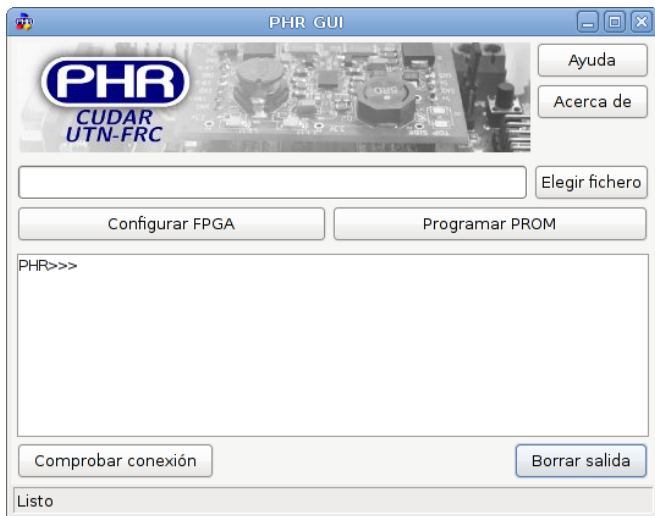 PHR GUI
PHR
CUDAR
UTN-FRC
Ayuda
Acerca de
Elegir fichero
Configurar FPGA
Programar PROM
PHR>>>
Comprobar conexión
Borrar salida
Listo